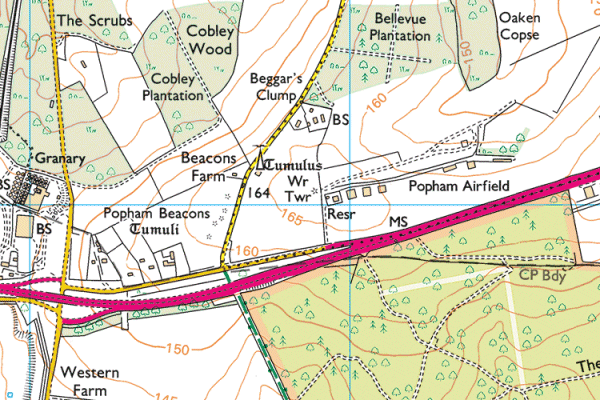 The Scrubs
Cobley
Wood
Bellevue
Plantation
Oaken
Copse
150
Cobley
Plantation
Beggar's
Clump
160
BS
Granary
BS
Beacons
Farm
Tumulus
Wr
Twr
164
165
Popham Airfield
Resr
MS
Popham Beacons
Tumuli
BS
160
CP Bdy
150
Western
Farm
145
The